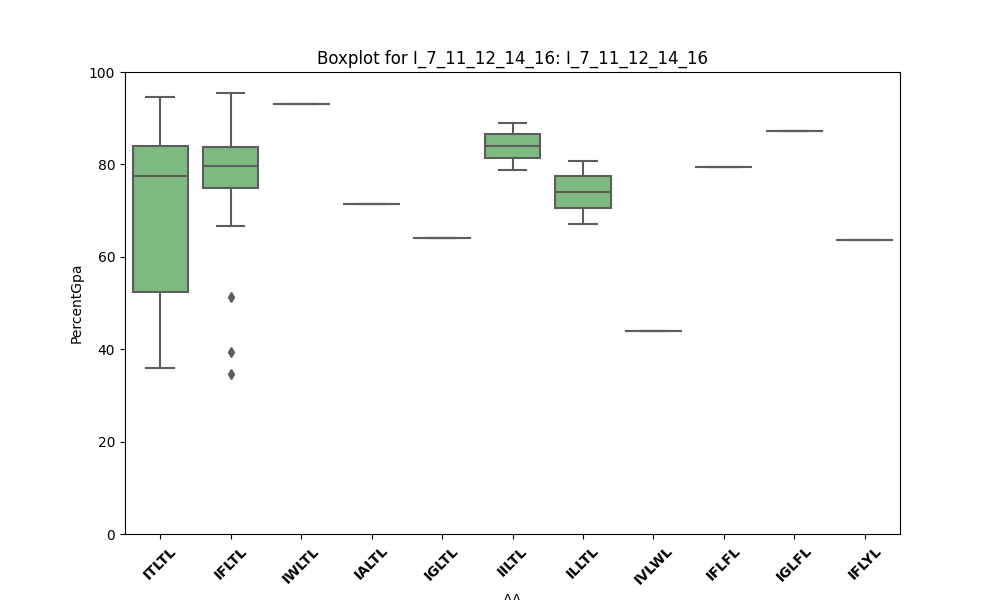 Boxplot for I_7_11_12_14_16: I_7_11_12_14_16
100
80
60
40
20
0
PercentGpa
ITLTL
IFLTL
IWLTL
IALTL
IGLTL
IILTL
ILLTL
IVLWL
IFLFL
IGLFL
IFLYL
AA